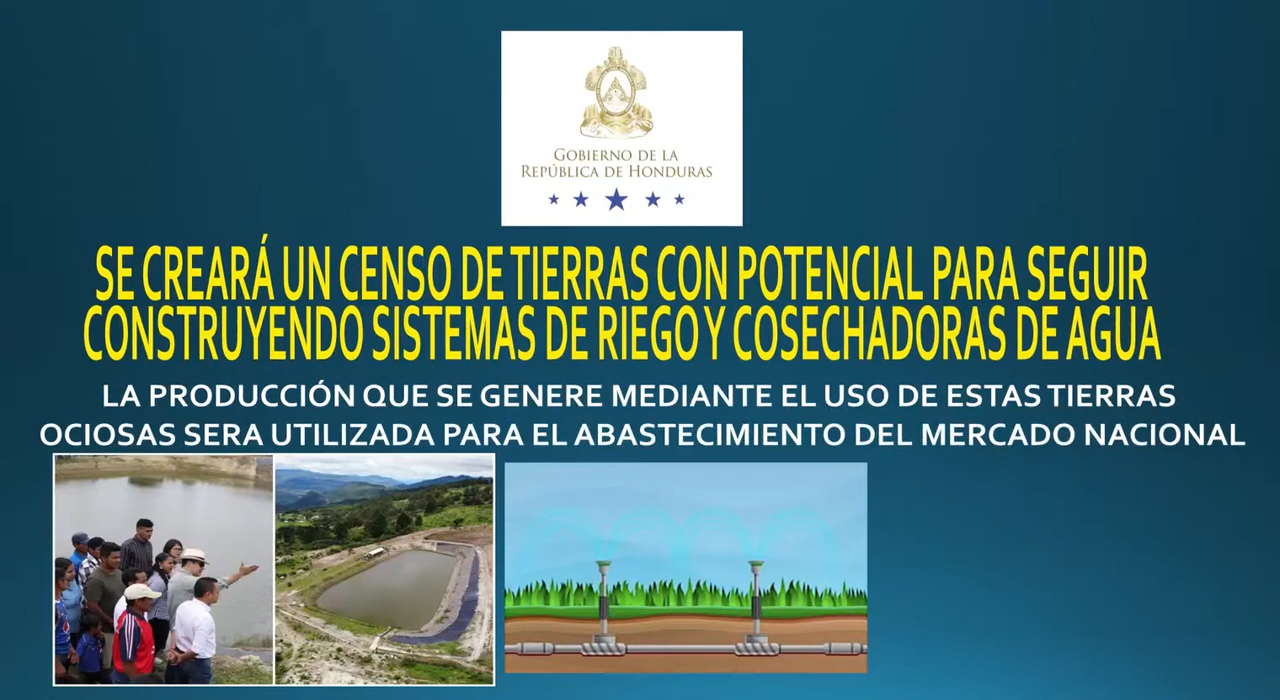 GOBIERNO DE LA
REPÚBLICA DE HONDURAS
SE CREARÁ UN CENSO DE TIERRAS CON POTENCIAL PARA SEGUIR
CONSTRUYENDO SISTEMAS DE RIEGO Y COSECHADORAS DE AGUA
LA PRODUCCIÓN QUE SE GENERE MEDIANTE EL USO DE ESTAS TIERRAS
OCIOSAS SERA UTILIZADA PARA EL ABASTECIMIENTO DEL MERCADO NACIONAL